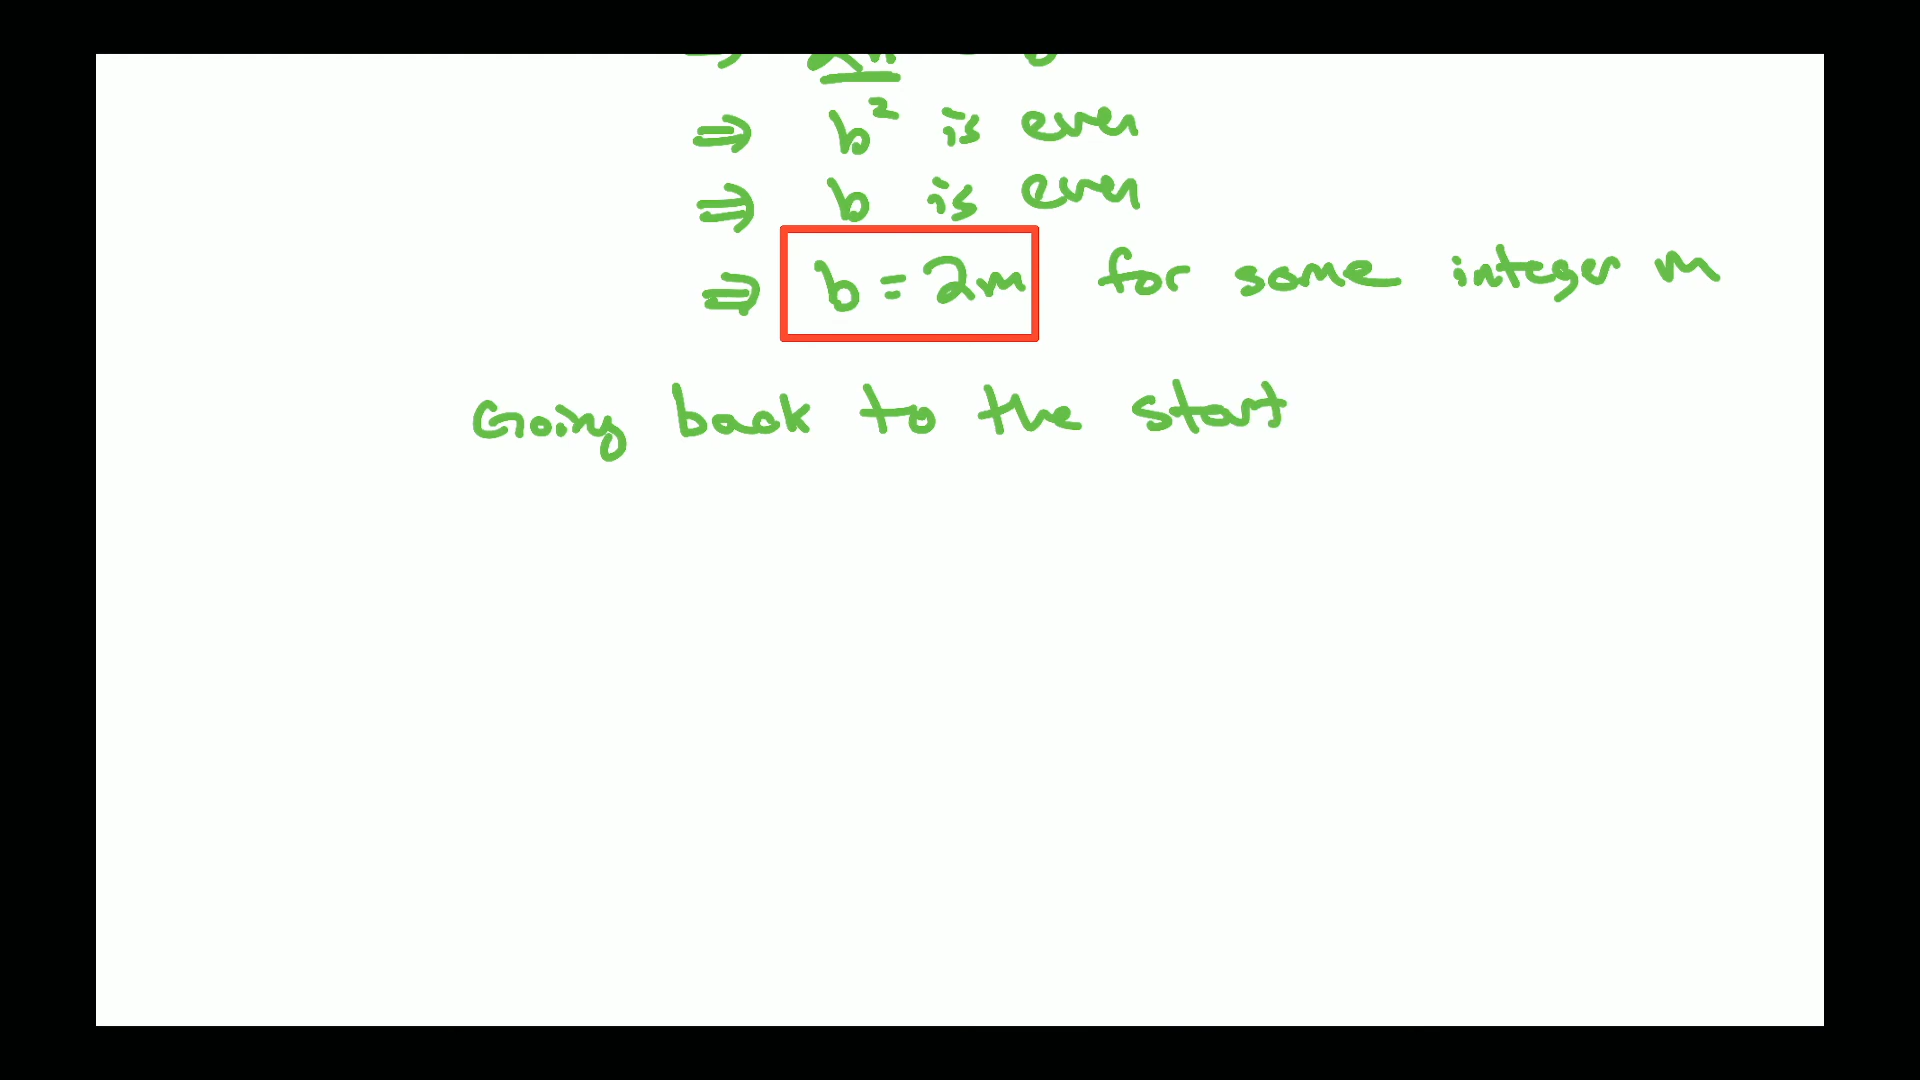 ⇒ b² is even
⇒ b is even
⇒ b = 2m for some integer m
Going back to the start